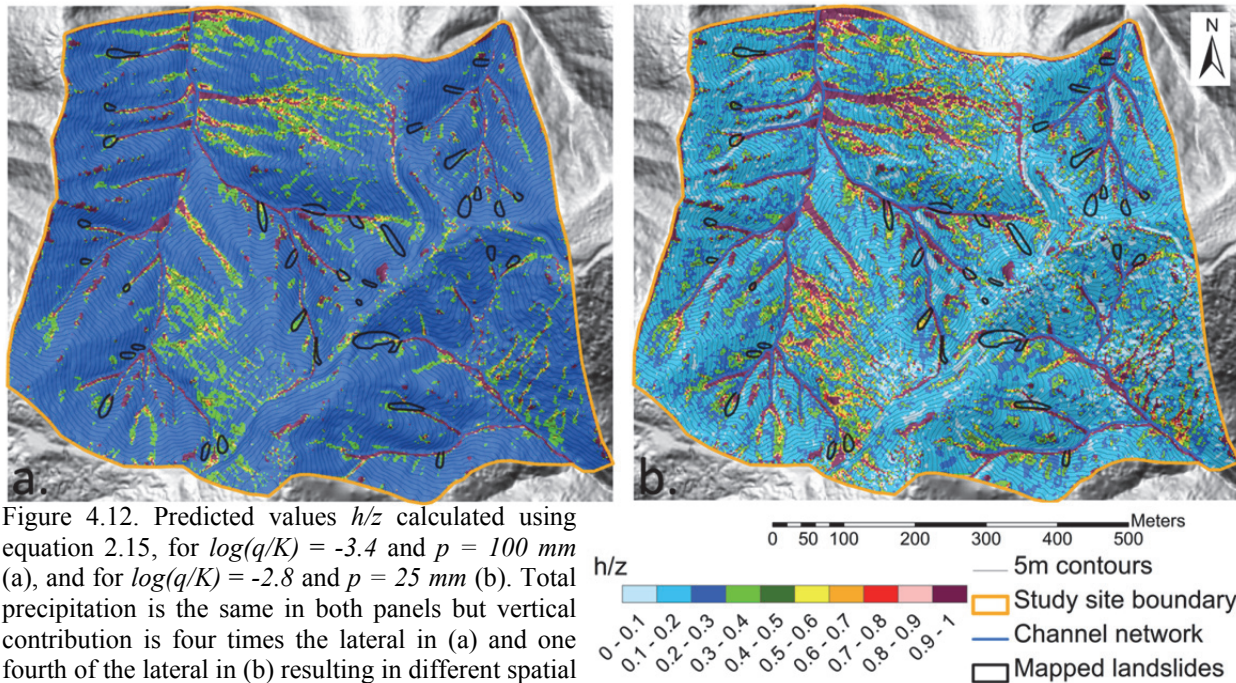 N
a.
b.
Figure 4.12. Predicted values h/z calculated using
equation 2.15, for log(q/K) = -3.4 and p = 100 mm
(a), and for log(q/K) = -2.8 and p = 25 mm (b). Total
precipitation is the same in both panels but vertical
contribution is four times the lateral in (a) and one
fourth of the lateral in (b) resulting in different spatial
Meters
0 50 100 200 300 400 500
h/z
0 - 0.1
0.1 - 0.2
0.2 - 0.3
0.3 - 0.4
0.4 - 0.5
0.5 - 0.6
0.6 - 0.7
0.7 - 0.8
0.8 - 0.9
0.9 - 1
5m contours
Study site boundary
Channel network
Mapped landslides